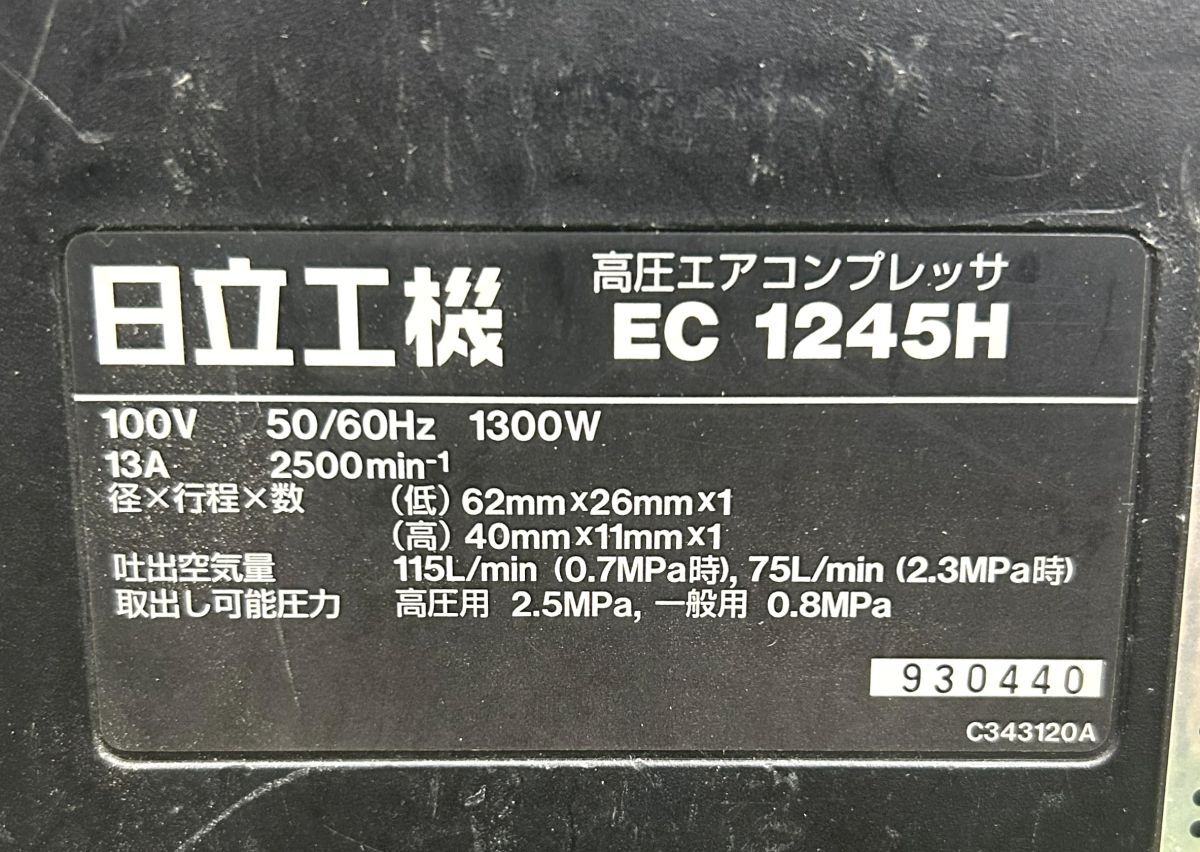 日立工機
高圧エアコンプレッサ
EC 1245H
100V 50/60Hz 1300W
13A 2500min-1
径×行程×数 (低) 62mm×26mm×1
(高) 40mm×11mm×1
吐出空気量 115L/min (0.7MPa時), 75L/min (2.3MPa時)
取出し可能圧力 高圧用 2.5MPa, 一般用 0.8MPa
930440
C343120A